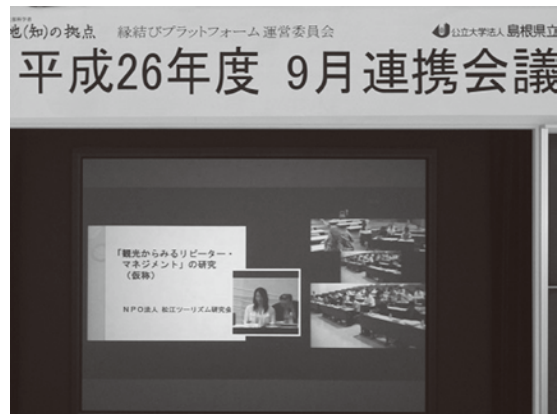 地(知)の拠点 縁結びプラットフォーム 運営委員会 公立大学法人 島根県立
平成26年度 9月連携会議
「観光からみるリピーター・
マネジメント」の研究
(仮称)
NPO法人 松江ツーリズム研究会